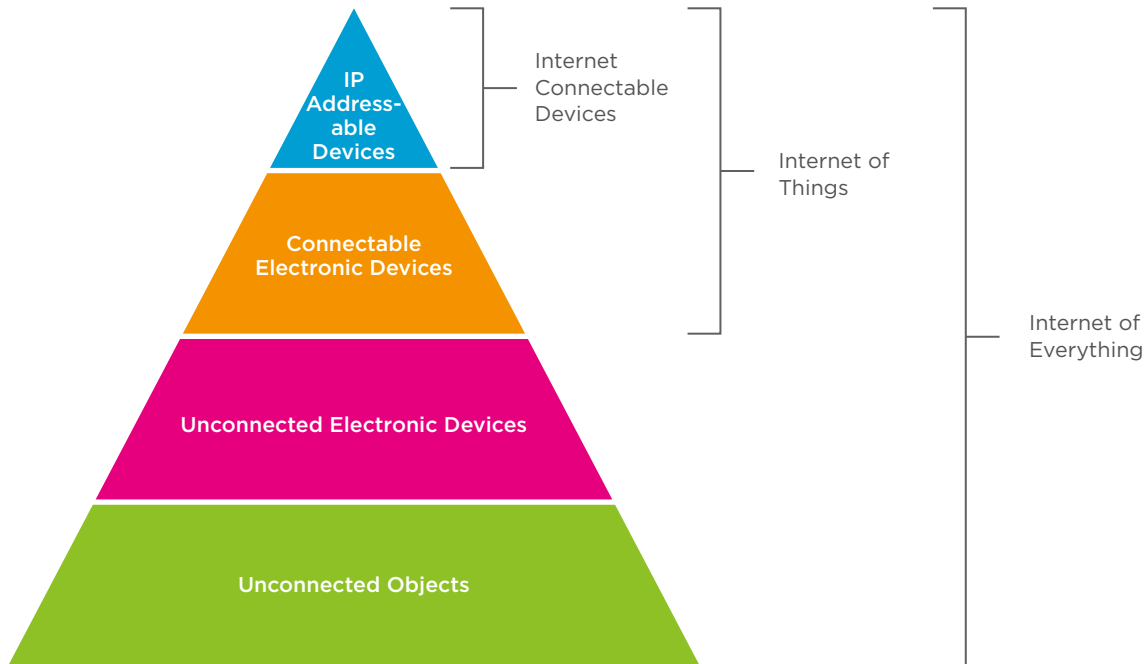 IP
Address-
able
Devices
Internet
Connectable
Devices
Internet of
Things
Connectable
Electronic Devices
Internet of
Everything
Unconnected Electronic Devices
Unconnected Objects